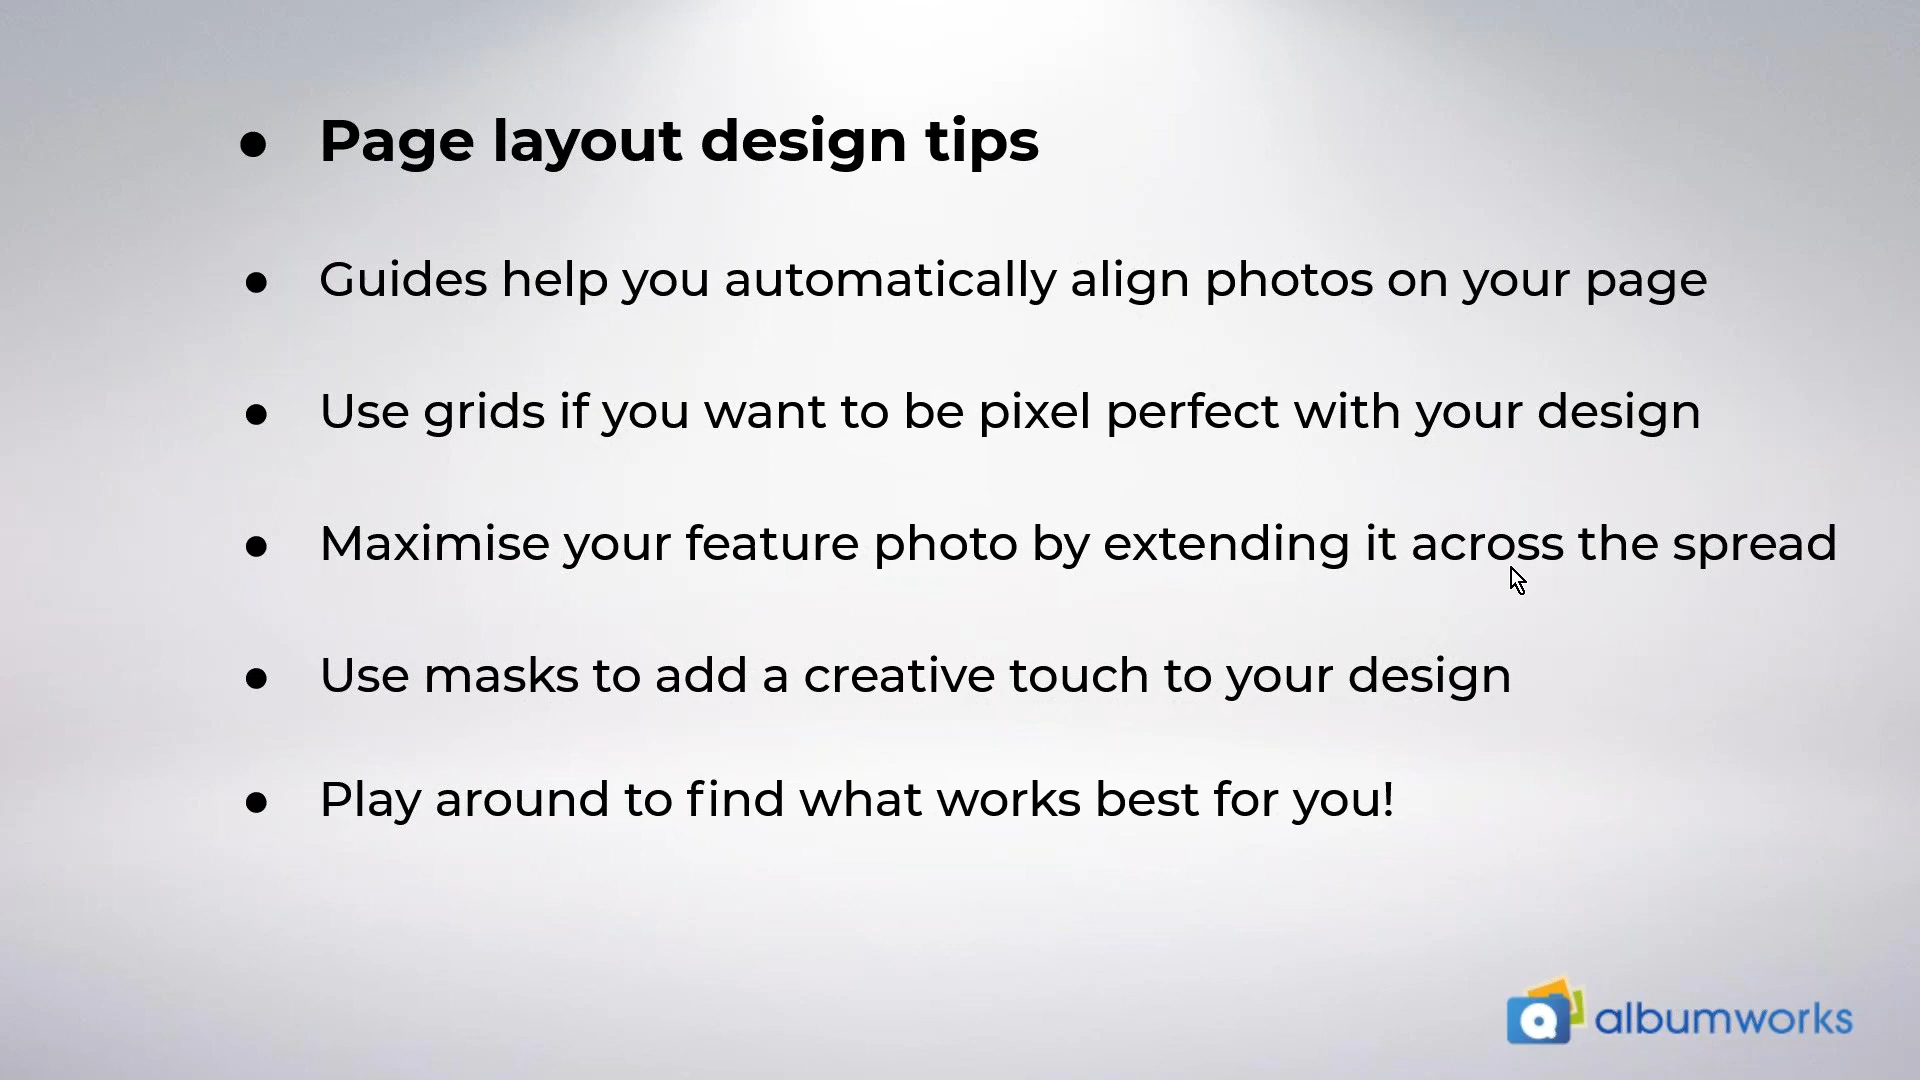 ● Page layout design tips
● Guides help you automatically align photos on your page
● Use grids if you want to be pixel perfect with your design
● Maximise your feature photo by extending it across the spread
● Use masks to add a creative touch to your design
● Play around to find what works best for you!
albumworks